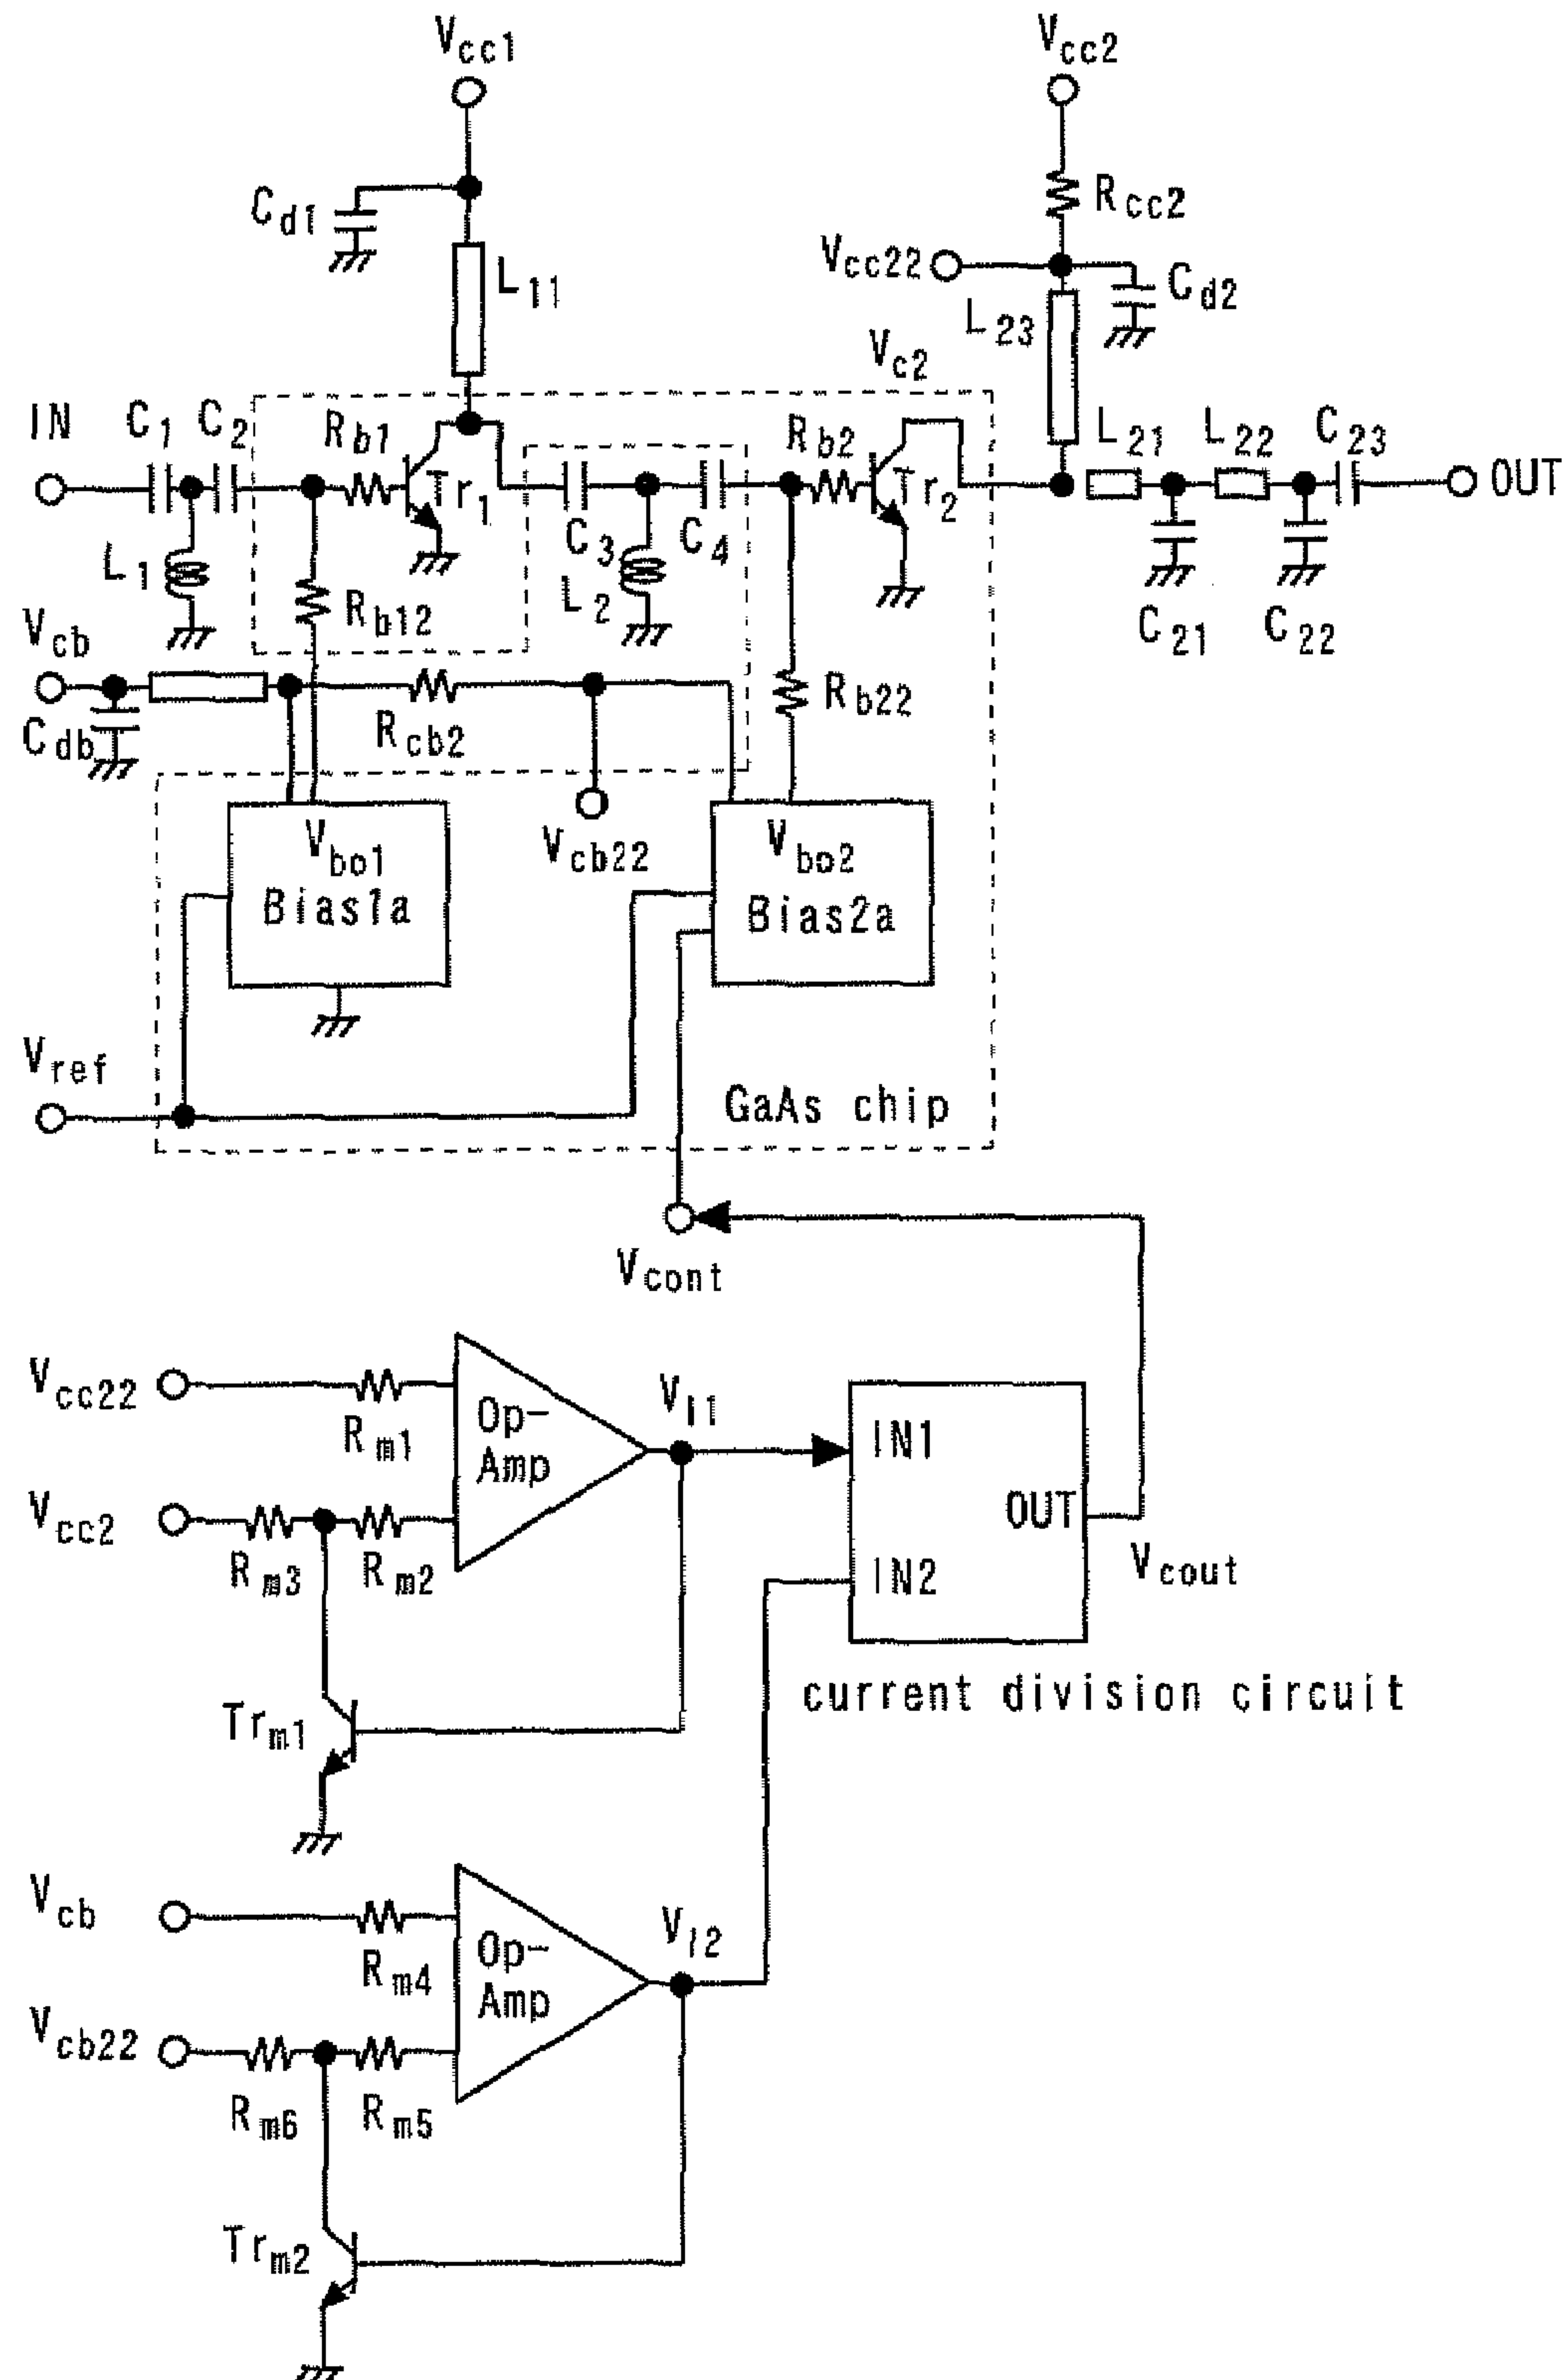 Vcc1
Vcc2
Cd1
Rcc2
Vcc22
Cd2
L11
L23
Vc2
IN
C1
C2
Rb1
Tr1
Rb2
Tr2
L21
L22
C23
OUT
L1
C3
C4
L2
Rb12
C21
C22
Vcb
Cdb
Rcb2
Rb22
Vbo1
Bias1a
Vcb22
Vbo2
Bias2a
Vref
GaAs chip
Vcont
Vcc22
Rm1
Op-
Amp
VI1
IN1
Vcc2
Rm3
Rm2
OUT
IN2
Vcout
current division circuit
Trm1
Vcb
Rm4
Op-
Amp
VI2
Vcb22
Rm6
Rm5
Trm2